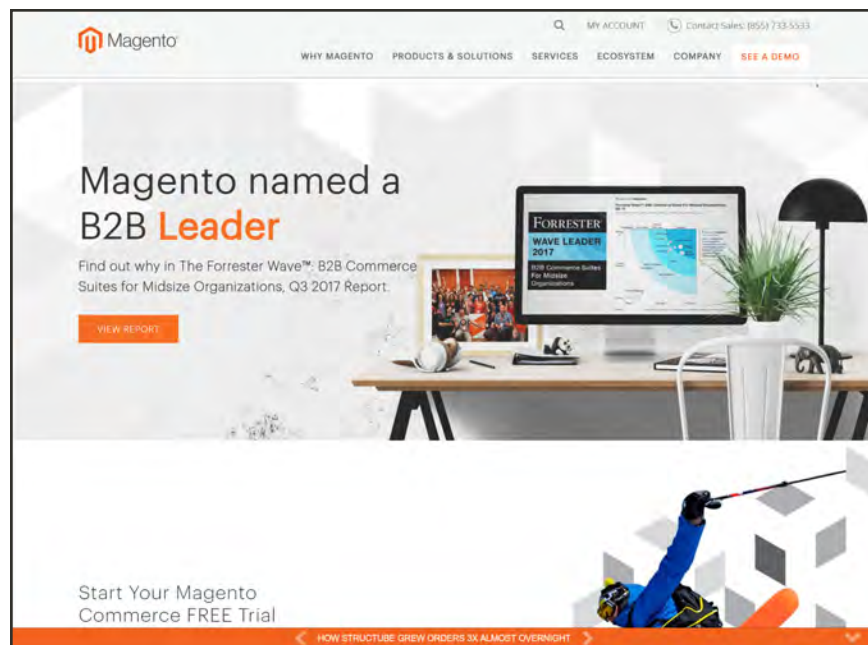 MY ACCOUNT
Contact Sales: (855) 733-5533
Magento
WHY MAGENTO PRODUCTS & SOLUTIONS SERVICES ECOSYSTEM COMPANY SEE A DEMO
Magento named a
B2B Leader
Find out why in The Forrester Wave™: B2B Commerce
Suites for Midsize Organizations, Q3 2017 Report.
VIEW REPORT
FORRESTER
WAVE LEADER
2017
B2B Commerce Suites
For Midsize
Organizations
Start Your Magento
Commerce FREE Trial
HOW STRUCTUBE GREW ORDERS 3X ALMOST OVERNIGHT